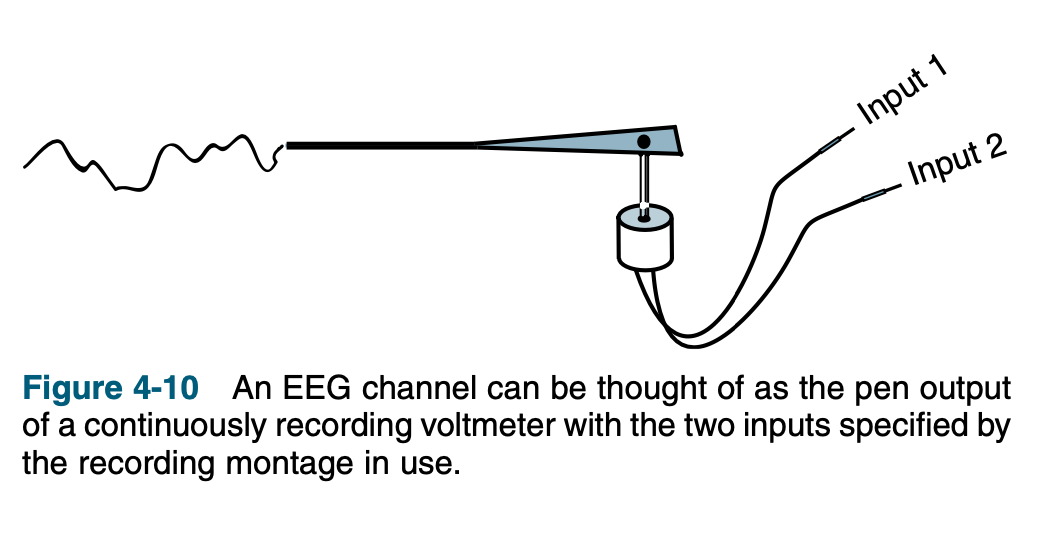 Input 1
Input 2
Figure 4-10 An EEG channel can be thought of as the pen output
of a continuously recording voltmeter with the two inputs specified by
the recording montage in use.